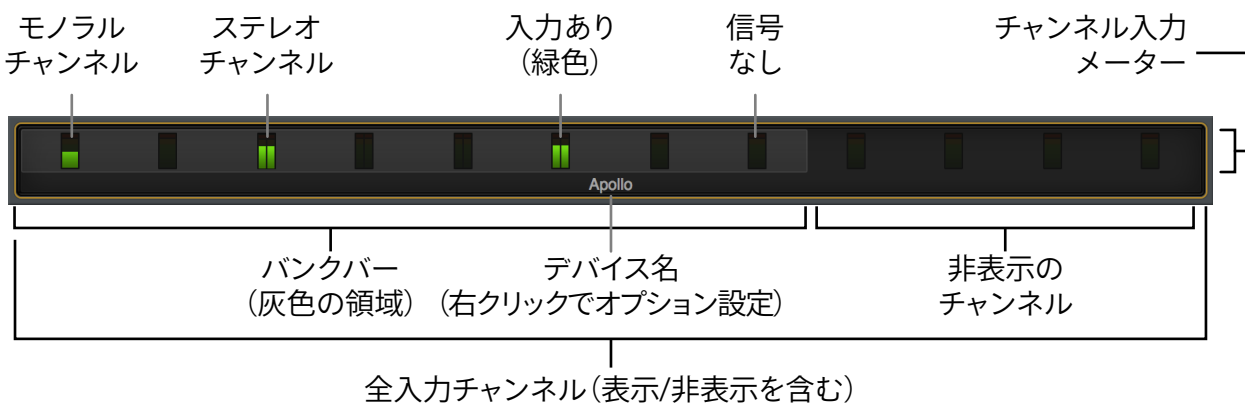 モノラル
チャンネル
ステレオ
チャンネル
入力あり
（緑色）
信号
なし
チャンネル入力
メーター
Apollo
バンクバー
（灰色の領域）
デバイス名
（右クリックでオプション設定）
非表示の
チャンネル
全入力チャンネル（表示/非表示を含む）